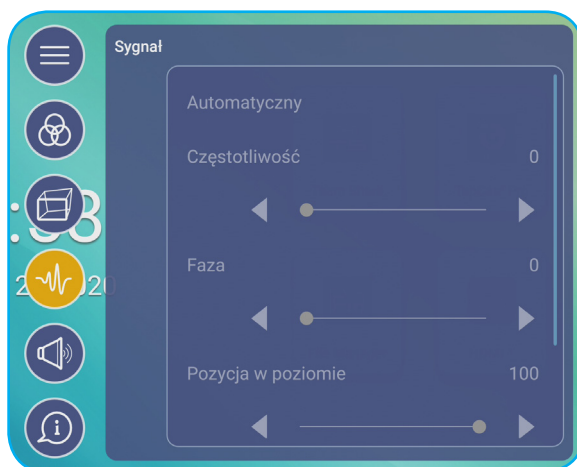 Sygnał
Automatyczny
Częstotliwość 0
Faza 0
Pozycja w poziomie 100